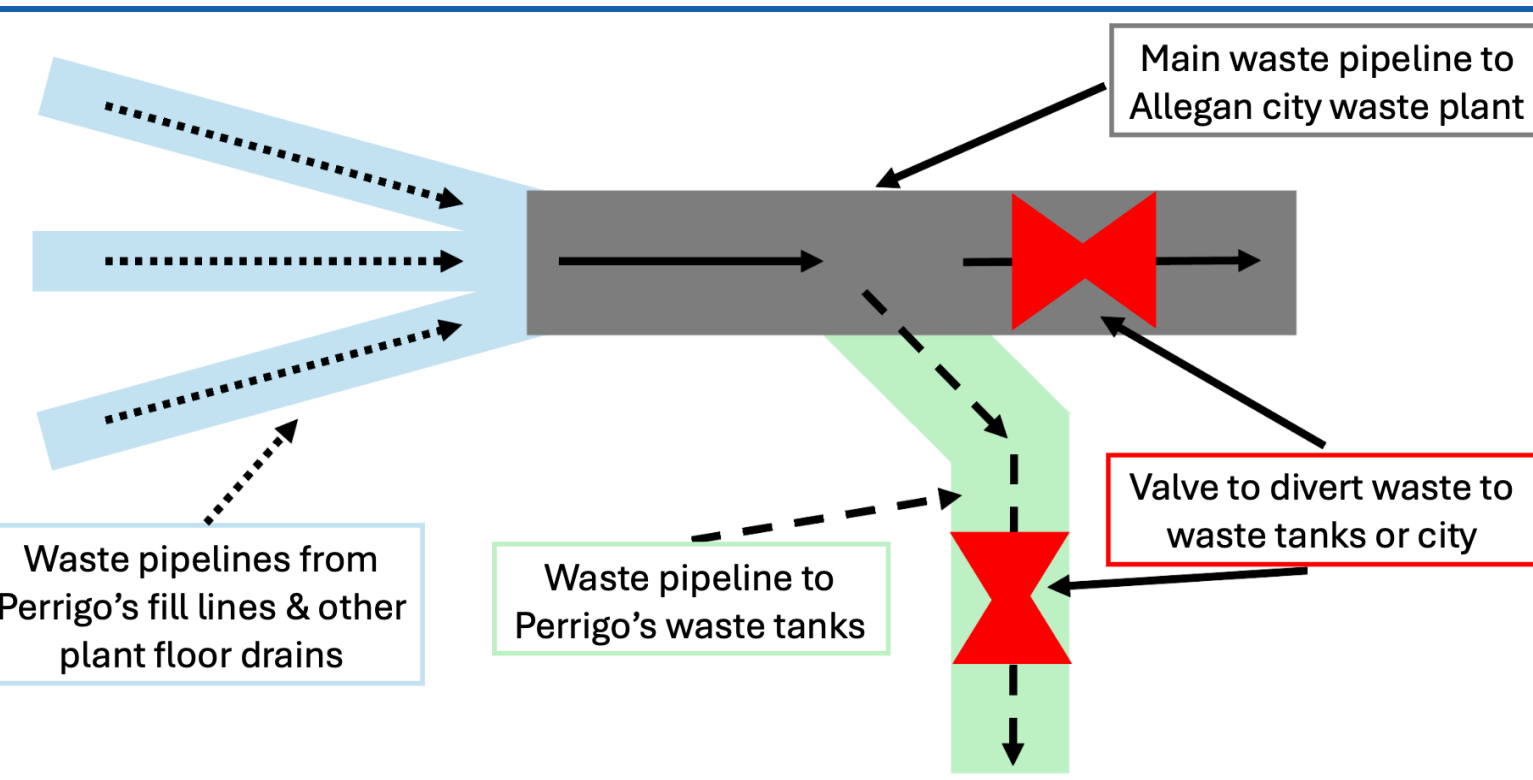 Main waste pipeline to
Allegan city waste plant
Valve to divert waste to
waste tanks or city
Waste pipeline to
Perrigo's waste tanks
Waste pipelines from
Perrigo's fill lines & other
plant floor drains